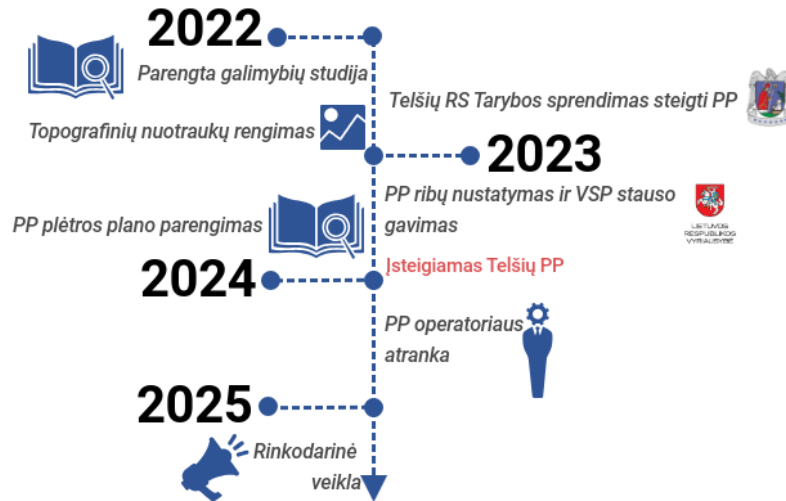 2022
Parengta galimybių studija
Telšių RS Tarybos sprendimas steigti PP
Topografinių nuotraukų rengimas
2023
PP ribų nustatymas ir VSP stauso
gavimas
LIETUVOS
RESPUBLIKOS
VYRIAUSYBĖ
PP plėtros plano parengimas
Įsteigiamas Telšių PP
2024
PP operatoriaus
atranka
2025
Rinkodarinė
veikla